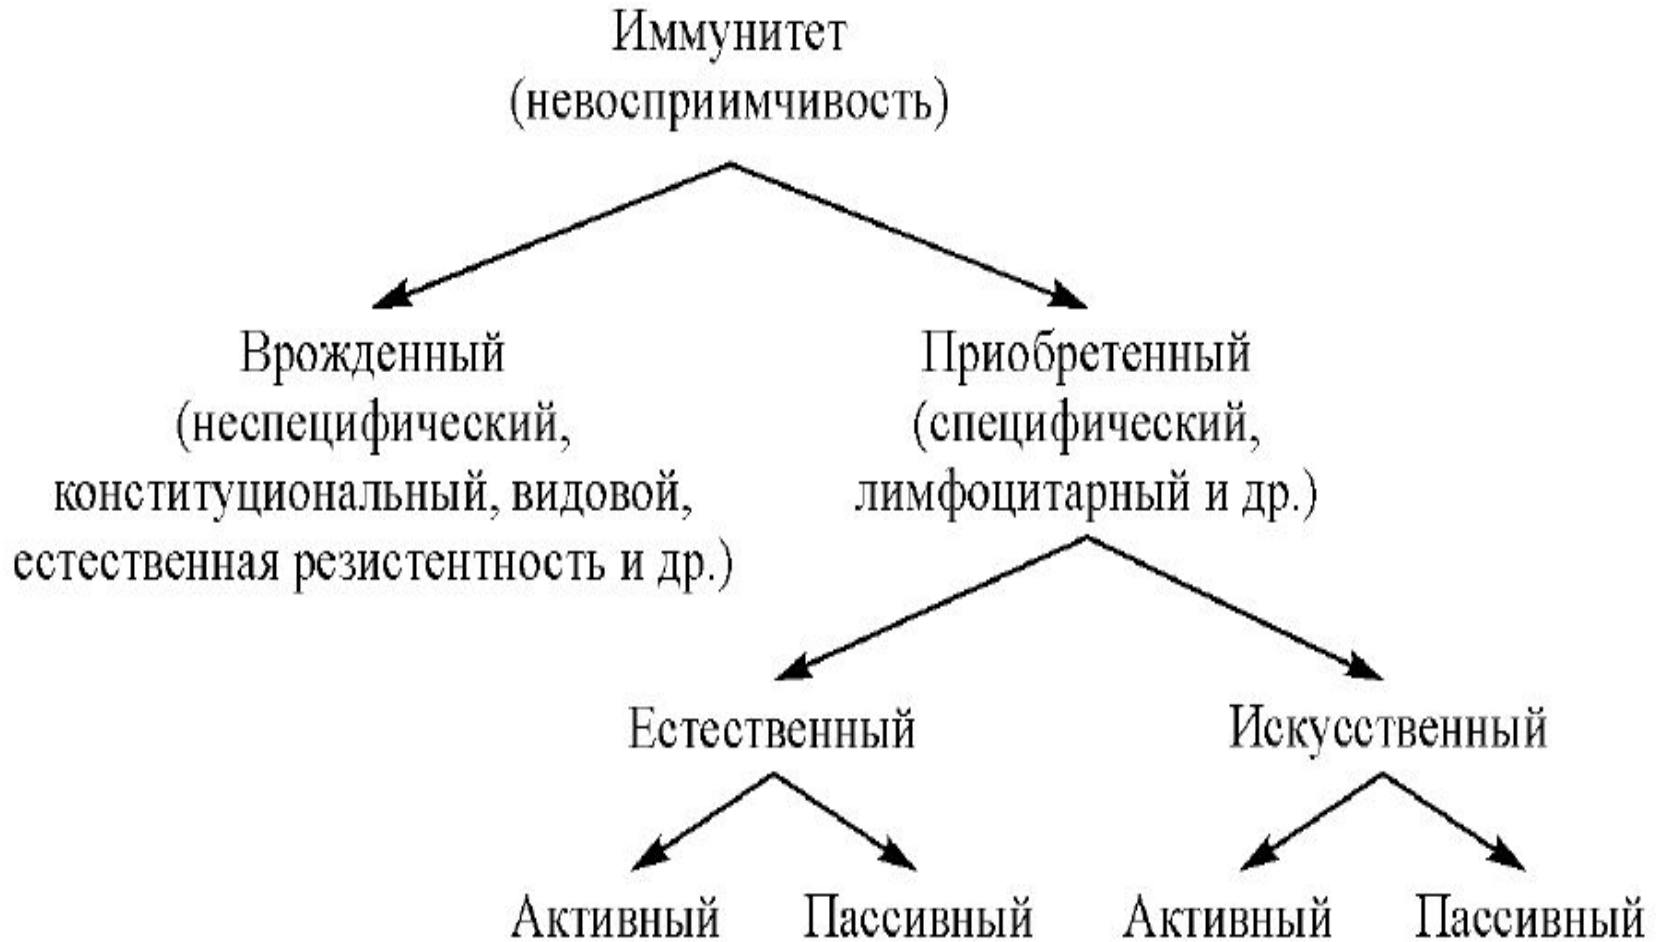 Иммунитет
(невосприимчивость)
Врожденный
(неспецифический,
конституциональный, видовой,
естественная резистентность и др.)
Приобретенный
(специфический,
лимфоцитарный и др.)
Естественный
Искусственный
Активный
Пассивный
Активный
Пассивный